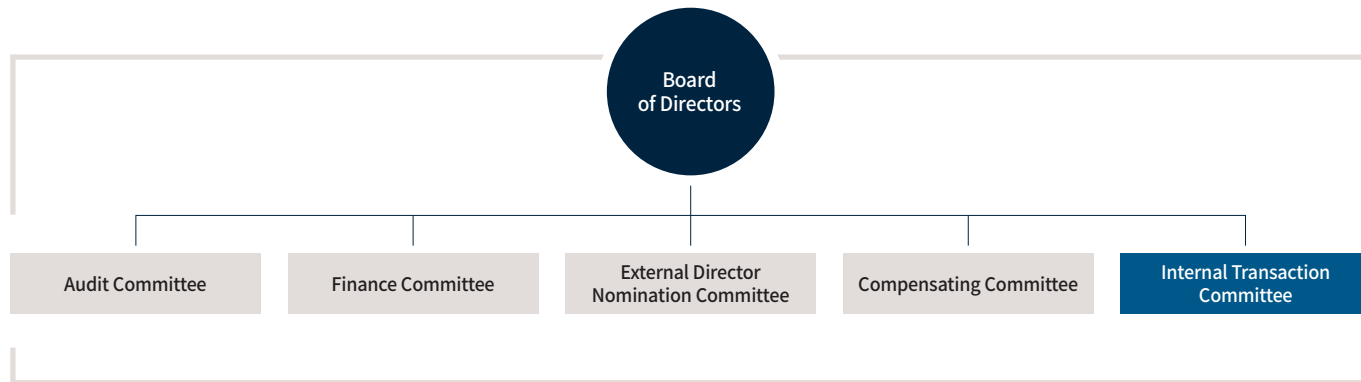 Board
of Directors
Audit Committee
Finance Committee
External Director
Nomination Committee
Compensating Committee
Internal Transaction
Committee